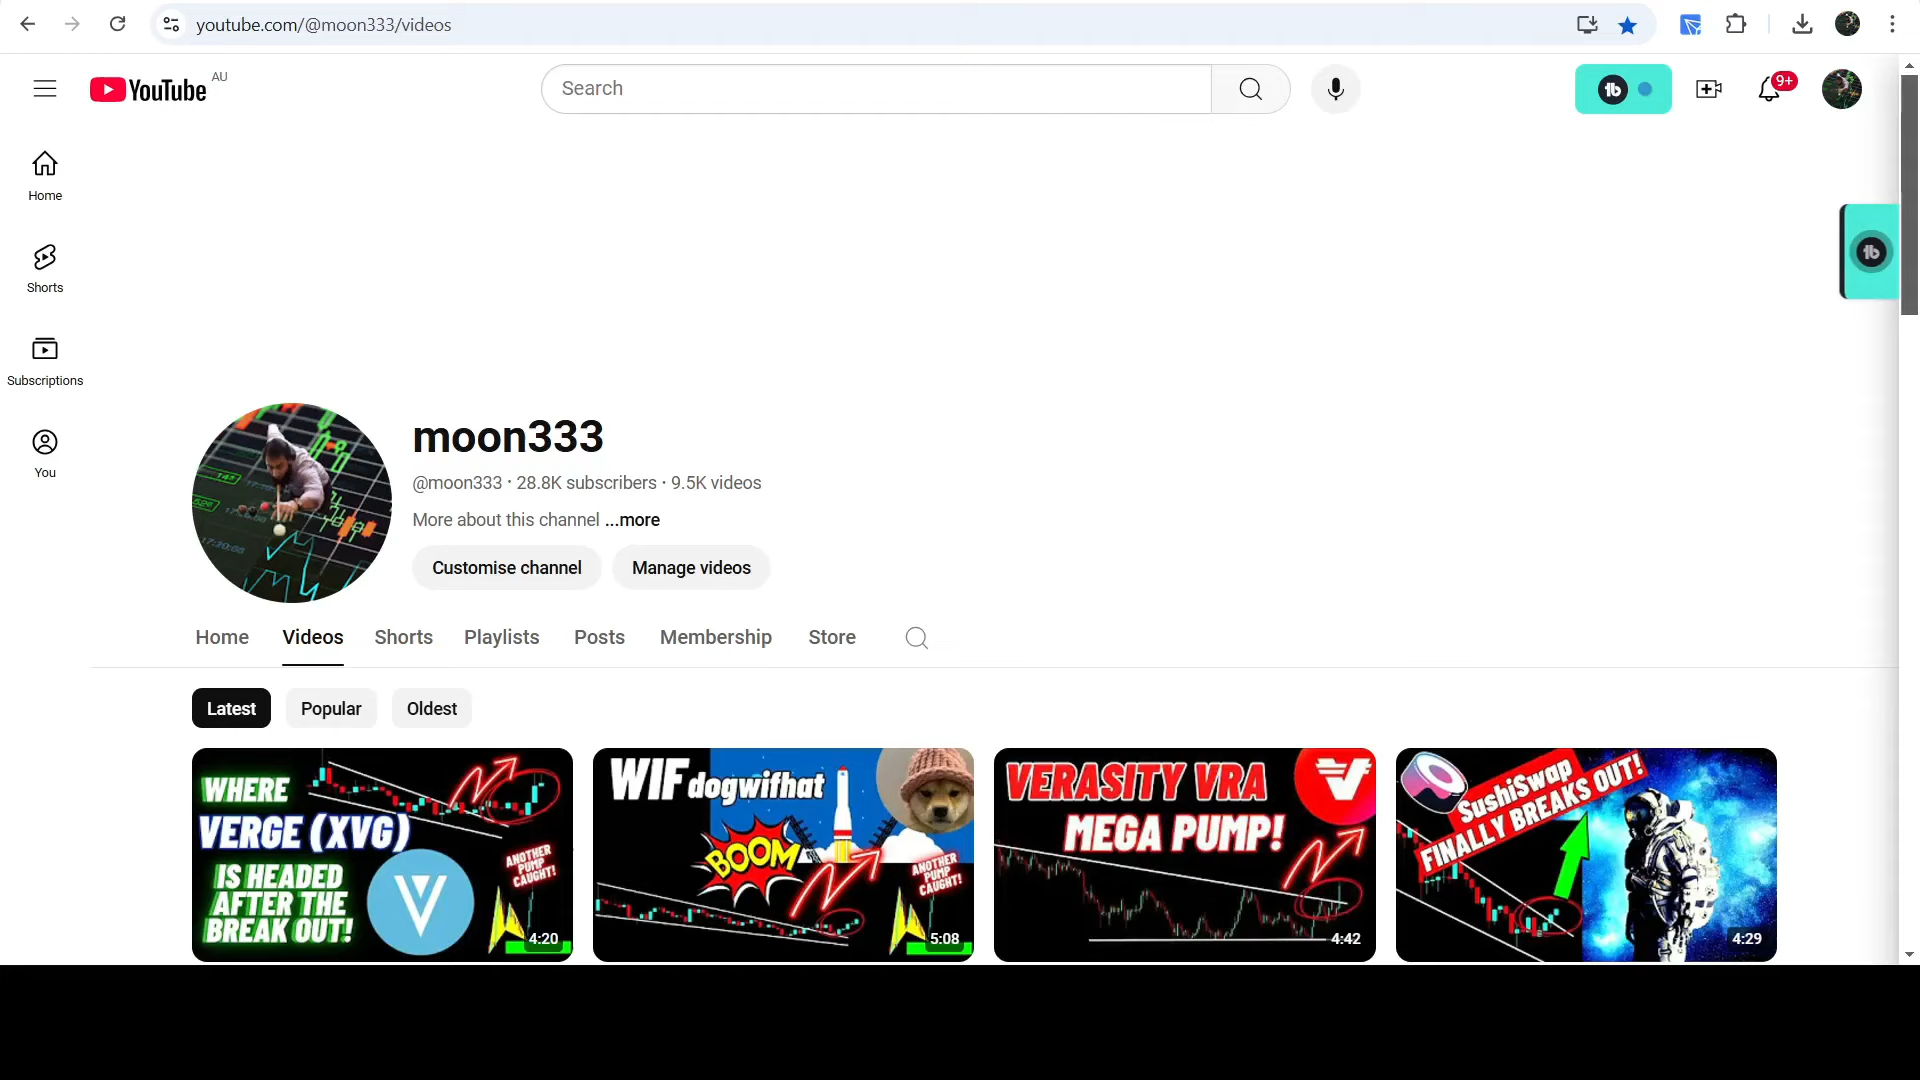 youtube.com/@moon333/videos
YouTube
AU
Search
9+
Home
Shorts
Subscriptions
You
moon333
@moon333 · 28.8K subscribers · 9.5K videos
More about this channel ...more
Customise channel
Manage videos
Home
Videos
Shorts
Playlists
Posts
Membership
Store
Latest
Popular
Oldest
WHERE
VERGE (XVG)
IS HEADED
AFTER THE
BREAK OUT!
ANOTHER
PUMP
CAUGHT!
4:20
WIF dogwifhat
BOOM
ANOTHER
PUMP
CAUGHT!
5:08
VERASITY VRA
MEGA PUMP!
4:42
SushiSwap
FINALLY BREAKS OUT!
4:29